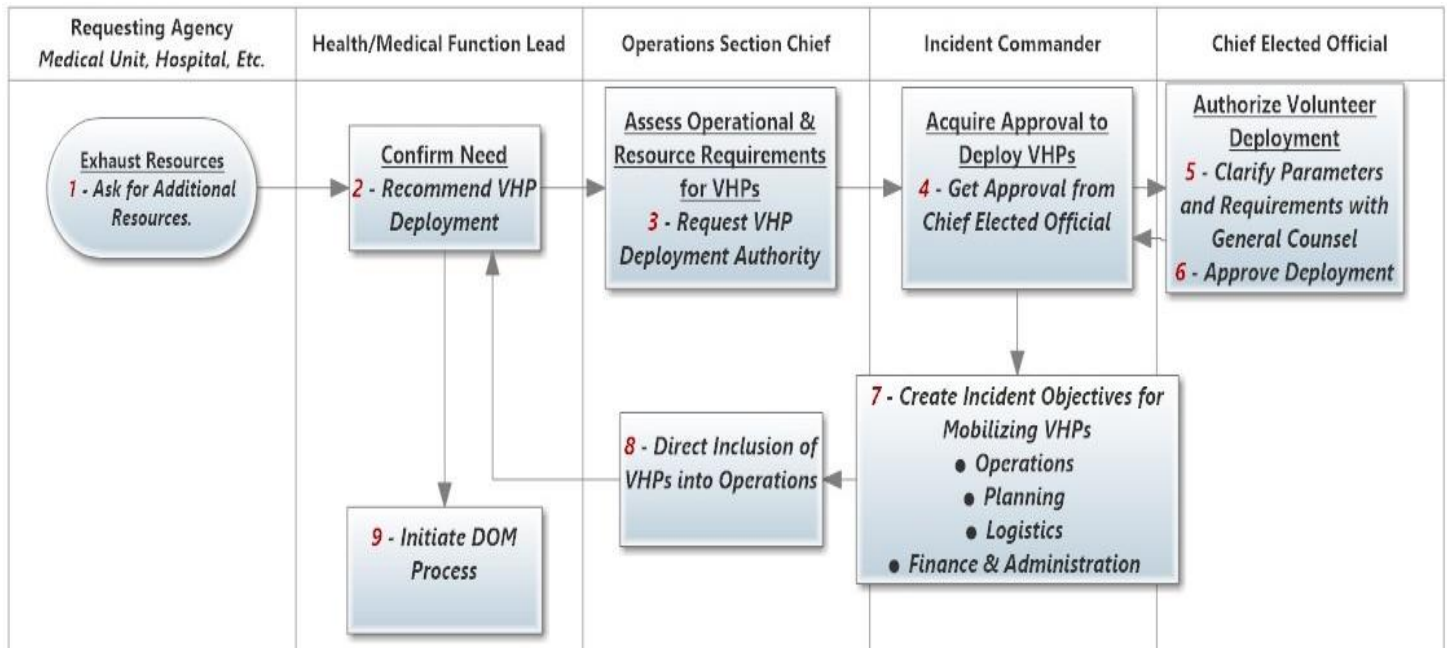 Requesting Agency
Medical Unit, Hospital, Etc.
Health/Medical Function Lead
Operations Section Chief
Incident Commander
Chief Elected Official
Exhaust Resources
1 - Ask for Additional
Resources.
Confirm Need
2 - Recommend VHP
Deployment
Assess Operational &
Resource Requirements
for VHPs
3 - Request VHP
Deployment Authority
Acquire Approval to
Deploy VHPs
4 - Get Approval from
Chief Elected Official
Authorize Volunteer
Deployment
5 - Clarify Parameters
and Requirements with
General Counsel
6 - Approve Deployment
7 - Create Incident Objectives for
Mobilizing VHPs
● Operations
● Planning
● Logistics
● Finance & Administration
8 - Direct Inclusion of
VHPs into Operations
9 - Initiate DOM
Process